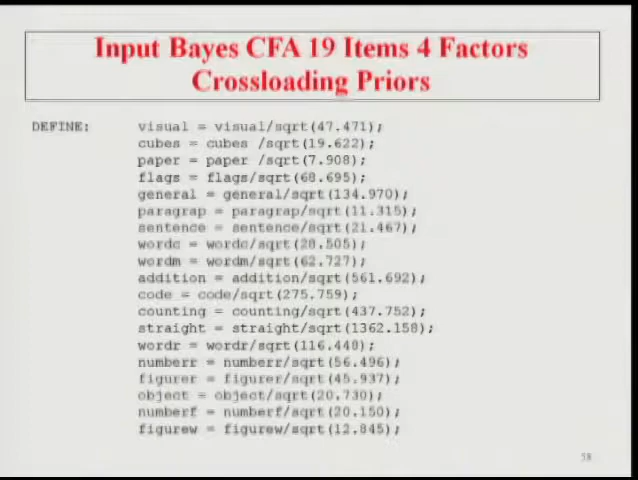 Input Bayes CFA 19 Items 4 Factors
Crossloading Priors
DEFINE: visual = visual/sqrt(47.471);
cubes = cubes /sqrt(19.622);
paper = paper /sqrt(7.908);
flags = flags/sqrt(68.695);
general = general/sqrt(134.970);
paragrap = paragrap/sqrt(11.315);
sentence = sentence/sqrt(21.467);
wordc = wordc/sqrt(28.505);
wordm = wordm/sqrt(62.727);
addition = addition/sqrt(561.692);
code = code/sqrt(275.759);
counting = counting/sqrt(437.752);
straight = straight/sqrt(1362.158);
wordr = wordr/sqrt(116.448);
numberr = numberr/sqrt(56.496);
figurer = figurer/sqrt(45.937);
object = object/sqrt(20.730);
numberf = numberf/sqrt(20.150);
figurew = figurew/sqrt(12.845);
58